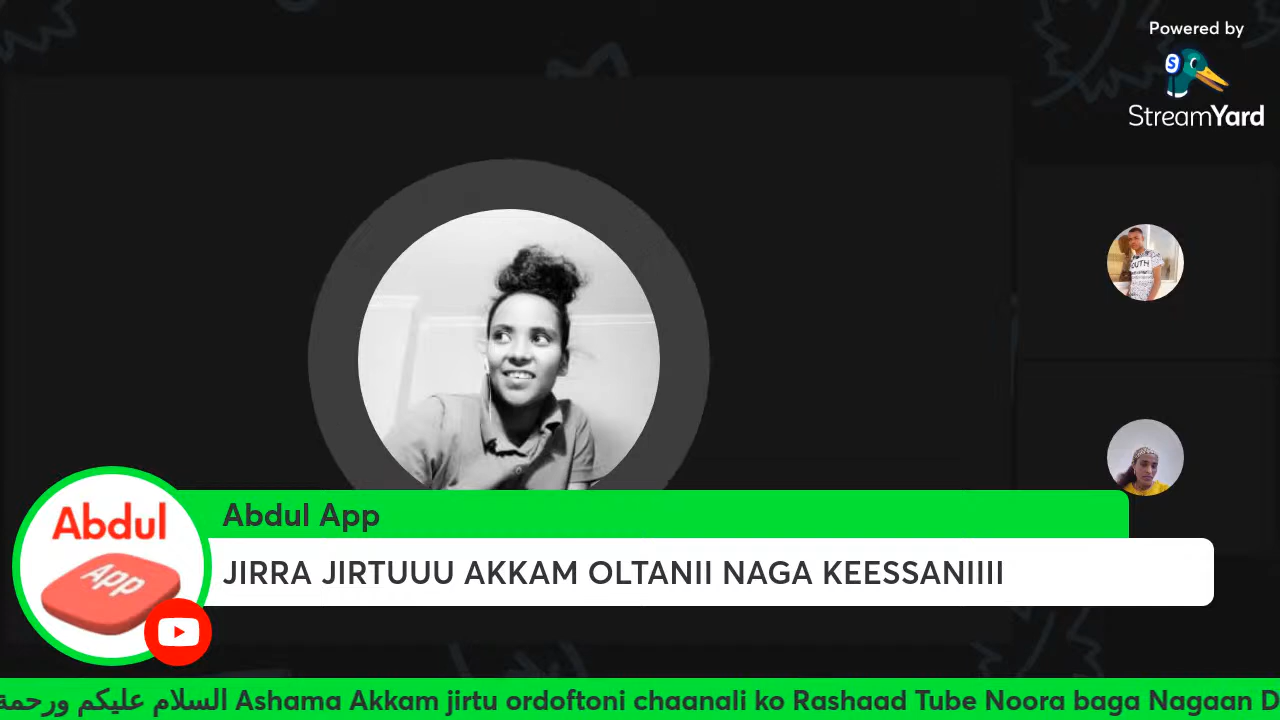 Powered by
S
StreamYard
OUTH
Abdul
App
Abdul App
JIRRA JIRTUUU AKKAM OLTANII NAGA KEESSANIIII
السلام عليكم ورحمة Ashama Akkam jirtu ordoftoni chaanali ko Rashaad Tube Noora baga Nagaan D